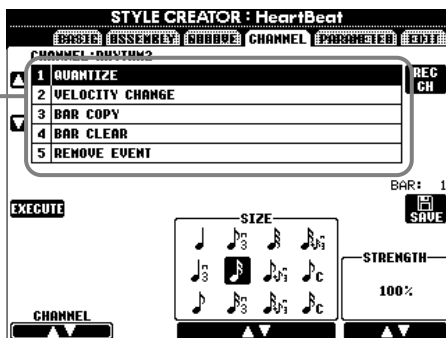 STYLE CREATOR : HeartBeat
BASIC ASSEMBLY GROOVE CHANNEL PARAMETER EDIT
CHANNEL :RHYTHM2
1 QUANTIZE
2 VELOCITY CHANGE
3 BAR COPY
4 BAR CLEAR
5 REMOVE EVENT
REC CH
BAR: 1
EXECUTE
SAVE
SIZE
STRENGTH
100%
CHANNEL